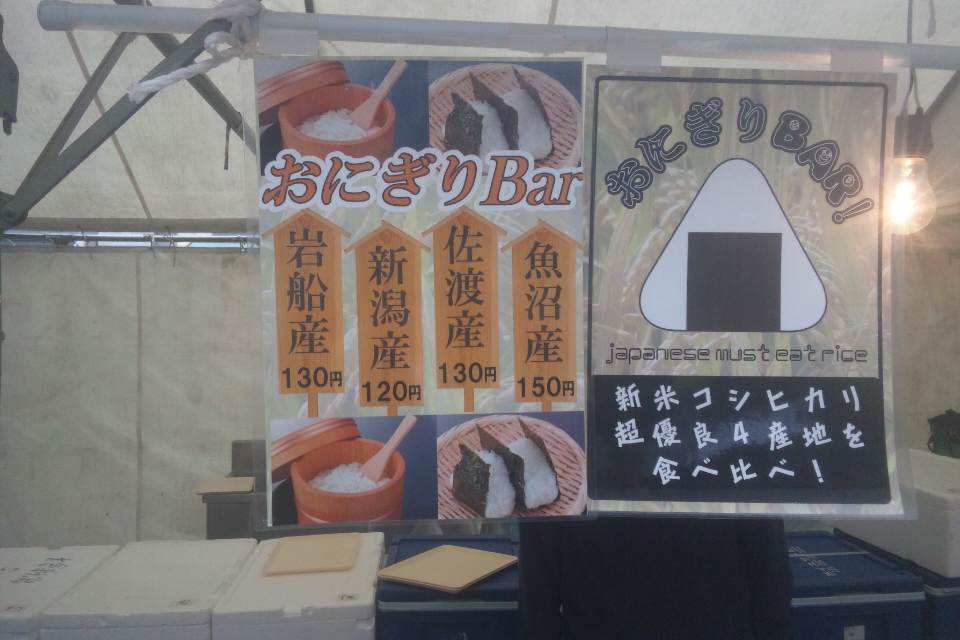 おにぎりBar
岩船産
130円
新潟産
120円
佐渡産
130円
魚沼産
150円
おにぎりBAR!
japanese must eat rice
新米コシヒカリ
超優良4産地を
食べ比べ!